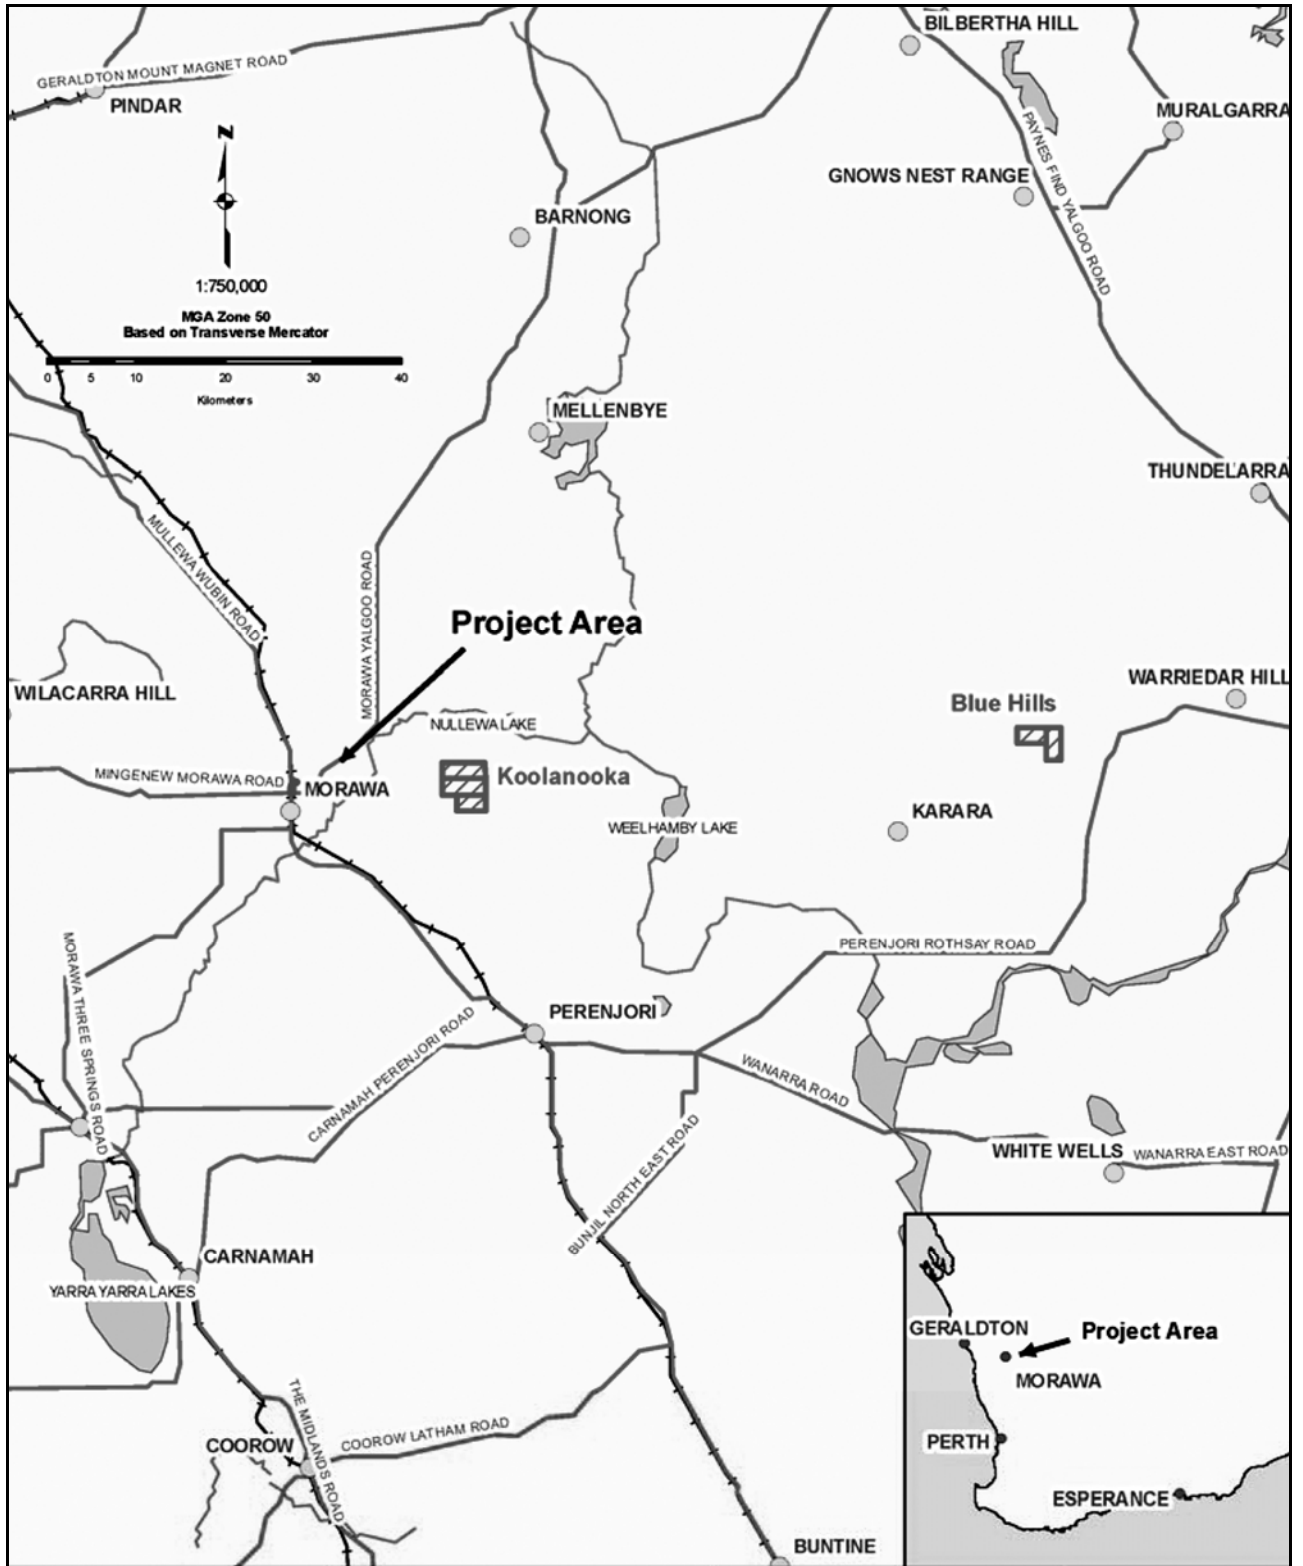 BILBERTHA HILL
GERALDTON MOUNT MAGNET ROAD
PINDAR
MURALGARRA
PAYNES FIND YALGOO ROAD
N
GNOWS NEST RANGE
BARNONG
1:750,000
MGA Zone 50
Based on Transverse Mercator
0 5 10 20 30 40
Kilometers
MELLENBYE
THUNDELARRA
MULLEWA WUBIN ROAD
MORAWA YALGOO ROAD
Project Area
WILACARRA HILL
WARRIEDAR HILL
Blue Hills
NULLEWA LAKE
MINGENEW MORAWA ROAD
MORAWA
Koolanooka
KARARA
WEELHAMBY LAKE
PERENJORI ROTHSAY ROAD
MORAWA THREE SPRINGS ROAD
PERENJORI
CARNAMAH PERENJORI ROAD
WANARRA ROAD
BUNJIL NORTH EAST ROAD
WHITE WELLS
WANARRA EAST ROAD
CARNAMAH
YARRA YARRA LAKES
GERALDTON
Project Area
MORAWA
THE MIDLANDS ROAD
COOROW
COOROW LATHAM ROAD
PERTH
ESPERANCE
BUNTINE